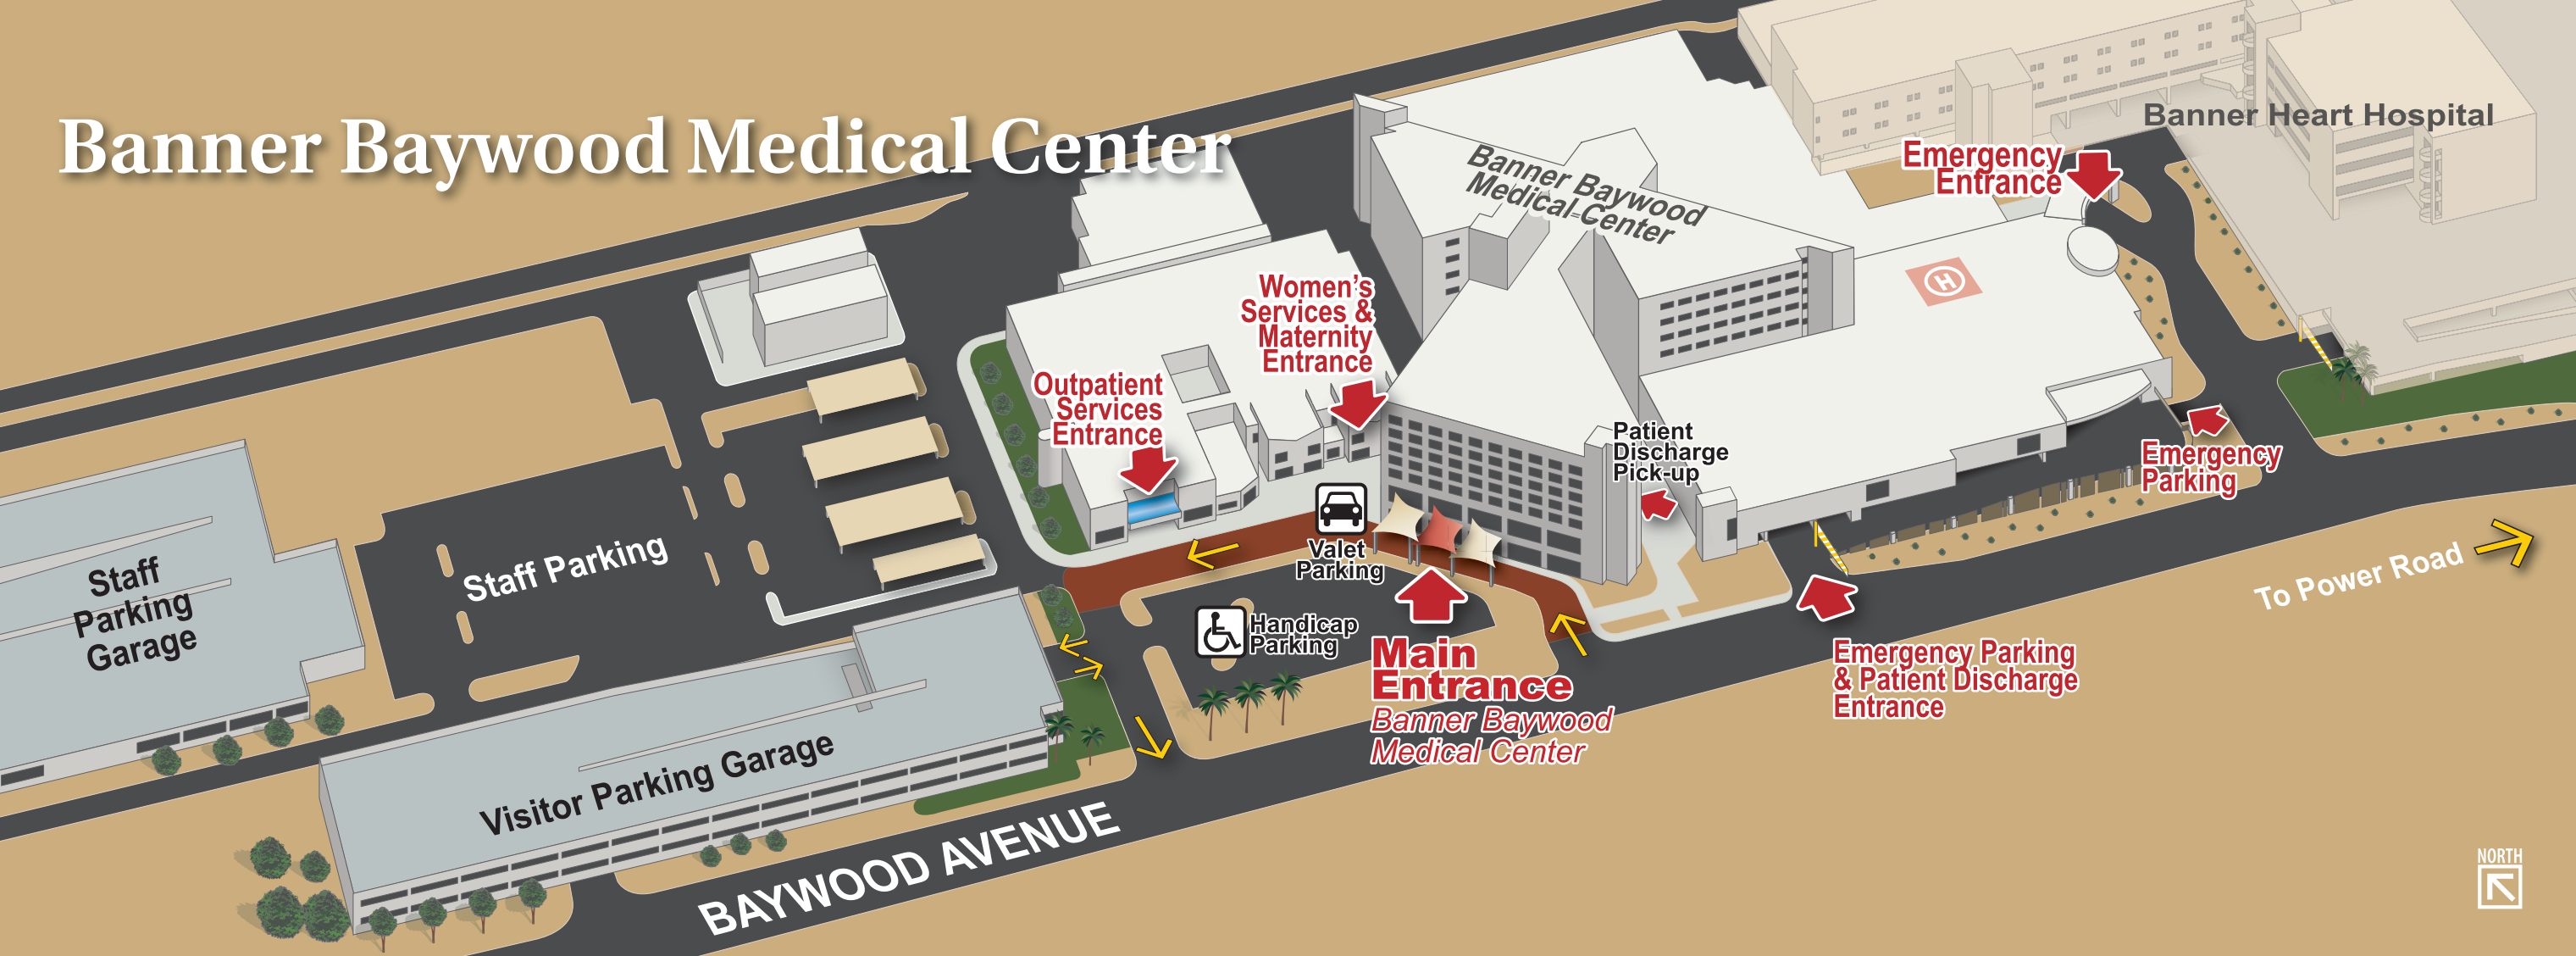 Banner Baywood Medical Center
Banner Heart Hospital
Banner Baywood
Medical Center
Emergency
Entrance
H
Women's
Services &
Maternity
Entrance
Outpatient
Services
Entrance
Patient
Discharge
Pick-up
Emergency
Parking
Valet
Parking
Handicap
Parking
Main
Entrance
Banner Baywood
Medical Center
Emergency Parking
& Patient Discharge
Entrance
To Power Road
Staff Parking
Staff
Parking
Garage
Visitor Parking Garage
BAYWOOD AVENUE
NORTH